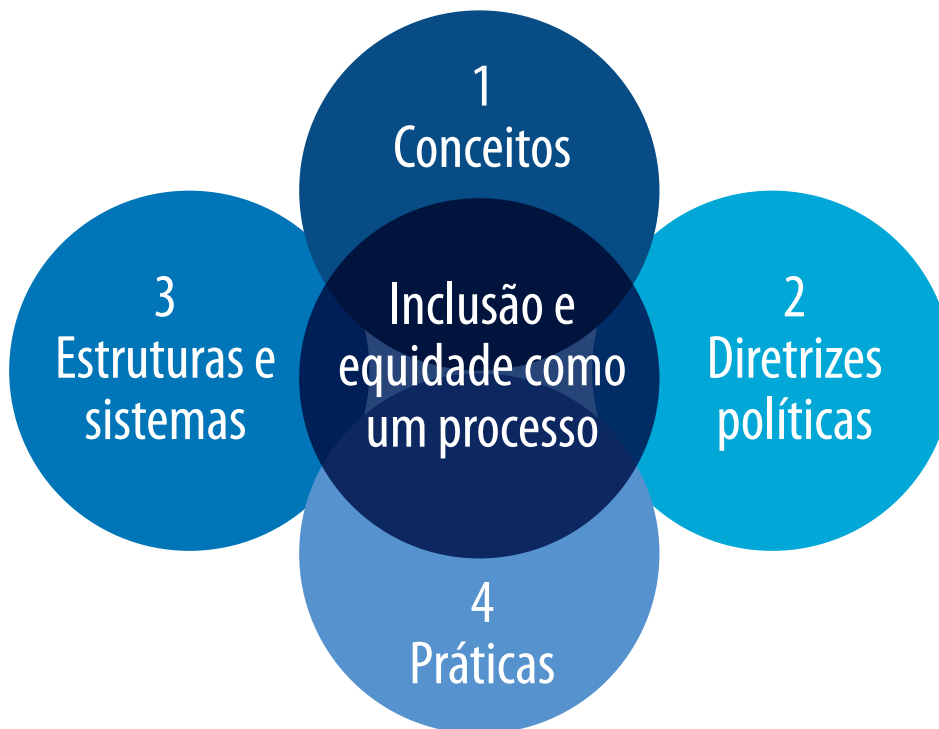 1
Conceitos
2
Diretrizes
políticas
3
Estruturas e
sistemas
4
Práticas
Inclusão e
equidade como
um processo